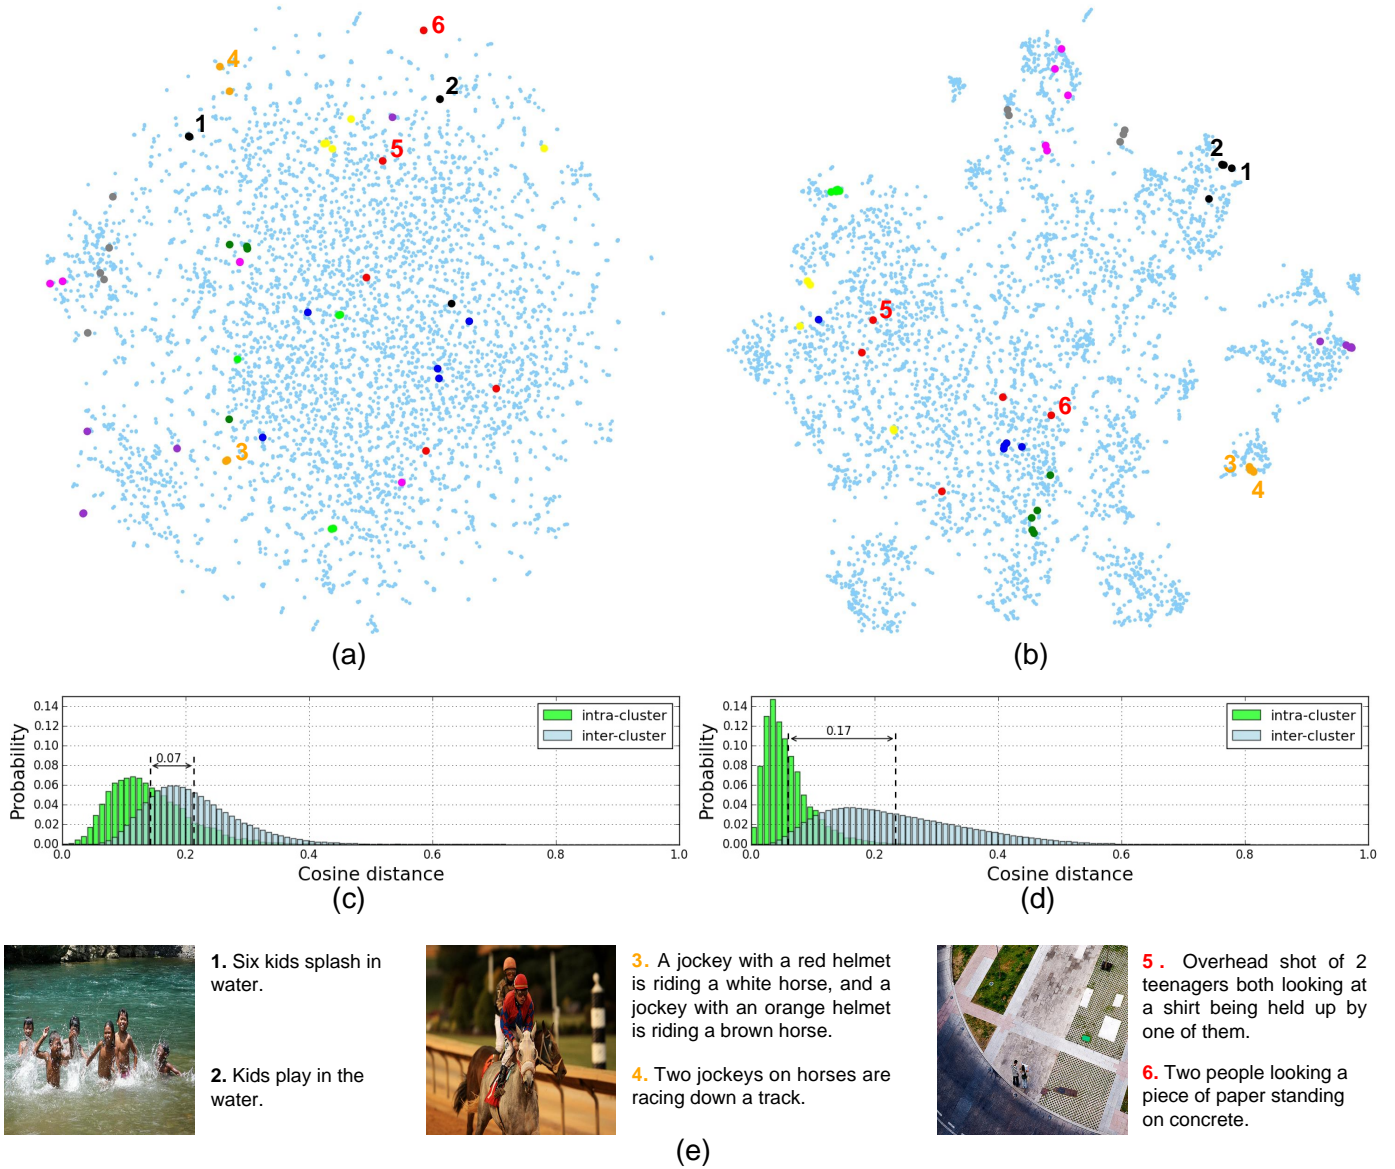 6
4
2
1
5
3
(a)
2
1
5
6
3
4
(b)
Probability
0.14
0.12
0.10
0.08
0.06
0.04
0.02
0.00
0.07
intra-cluster
inter-cluster
0.0 0.2 0.4 0.6 0.8 1.0
Cosine distance
(c)
Probability
0.14
0.12
0.10
0.08
0.06
0.04
0.02
0.00
0.17
intra-cluster
inter-cluster
0.0 0.2 0.4 0.6 0.8 1.0
Cosine distance
(d)
1. Six kids splash in
water.
2. Kids play in the
water.
3. A jockey with a red helmet
is riding a white horse, and a
jockey with an orange helmet
is riding a brown horse.
4. Two jockeys on horses are
racing down a track.
5 . Overhead shot of 2
teenagers both looking at
a shirt being held up by
one of them.
6. Two people looking a
piece of paper standing
on concrete.
(e)